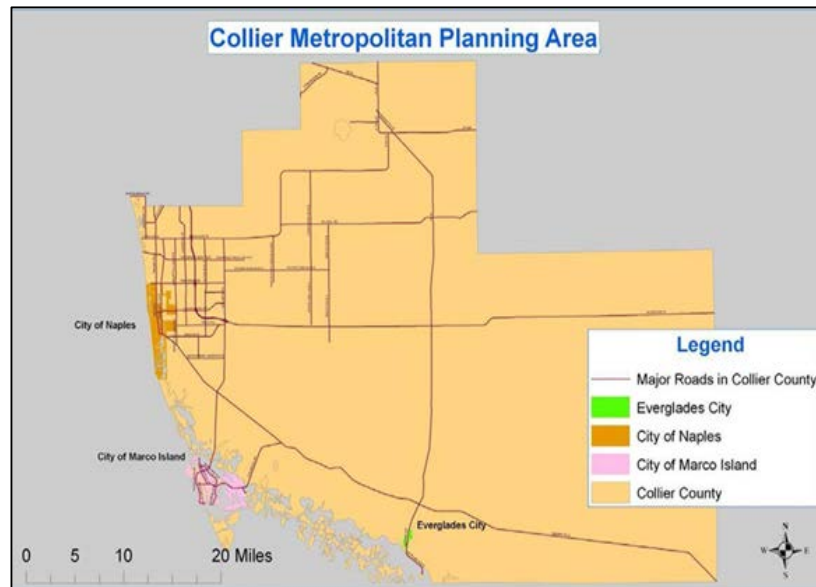 Collier Metropolitan Planning Area
City of Naples
City of Marco Island
Everglades City
Legend
Major Roads in Collier County
Everglades City
City of Naples
City of Marco Island
Collier County
0 5 10 20 Miles
N
W E
S